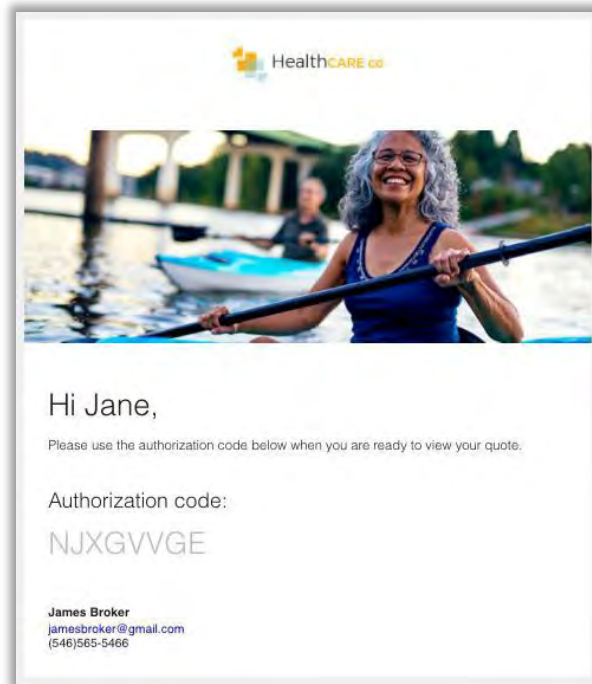 HealthCARE co
Hi Jane,
Please use the authorization code below when you are ready to view your quote.
Authorization code:
NJXGVVGE
James Broker
jamesbroker@gmail.com
(546)565-5466